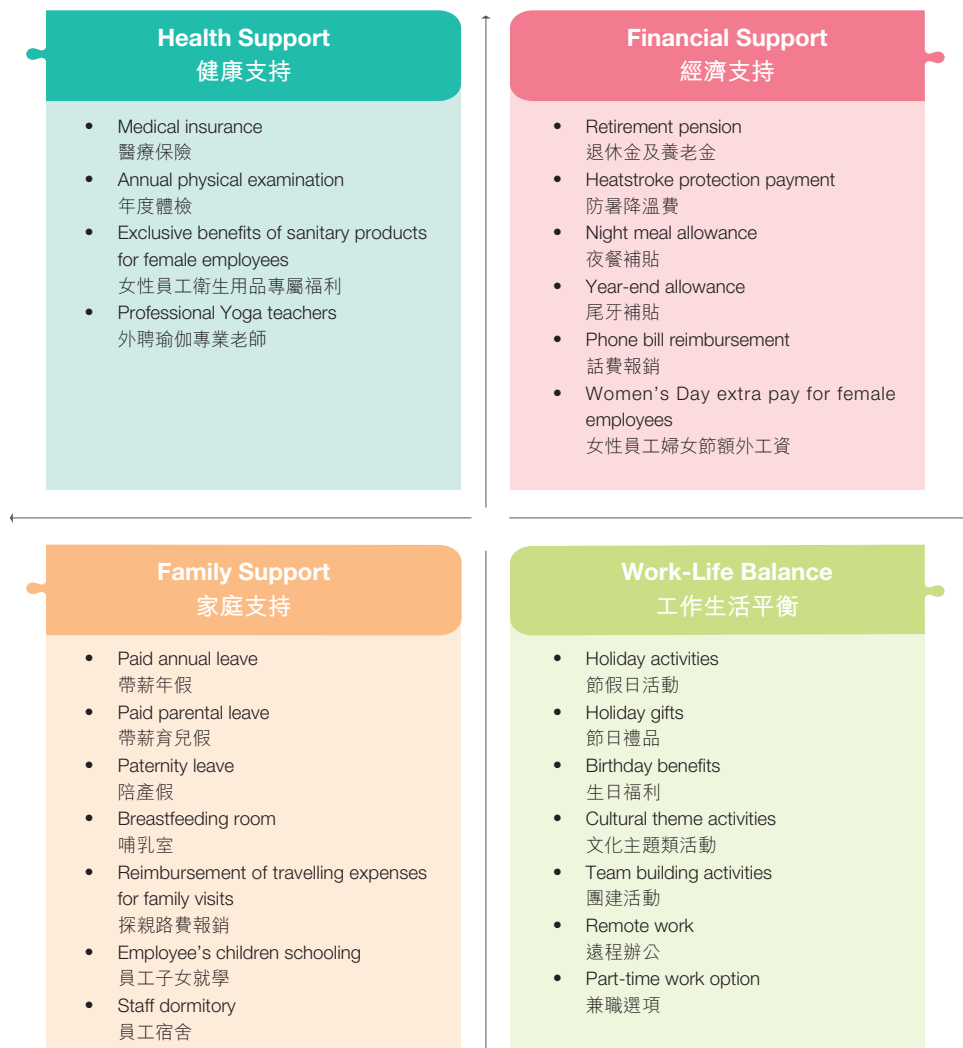 Health Support
健康支持
• Medical insurance
醫療保險
• Annual physical examination
年度體檢
• Exclusive benefits of sanitary products
for female employees
女性員工衛生用品專屬福利
• Professional Yoga teachers
外聘瑜伽專業老師
Financial Support
經濟支持
• Retirement pension
退休金及養老金
• Heatstroke protection payment
防暑降溫費
• Night meal allowance
夜餐補貼
• Year-end allowance
尾牙補貼
• Phone bill reimbursement
話費報銷
• Women's Day extra pay for female
employees
女性員工婦女節額外工資
Family Support
家庭支持
• Paid annual leave
帶薪年假
• Paid parental leave
帶薪育兒假
• Paternity leave
陪產假
• Breastfeeding room
哺乳室
• Reimbursement of travelling expenses
for family visits
探親路費報銷
• Employee's children schooling
員工子女就學
• Staff dormitory
員工宿舍
Work-Life Balance
工作生活平衡
• Holiday activities
節假日活動
• Holiday gifts
節日禮品
• Birthday benefits
生日福利
• Cultural theme activities
文化主題類活動
• Team building activities
團建活動
• Remote work
遠程辦公
• Part-time work option
兼職選項